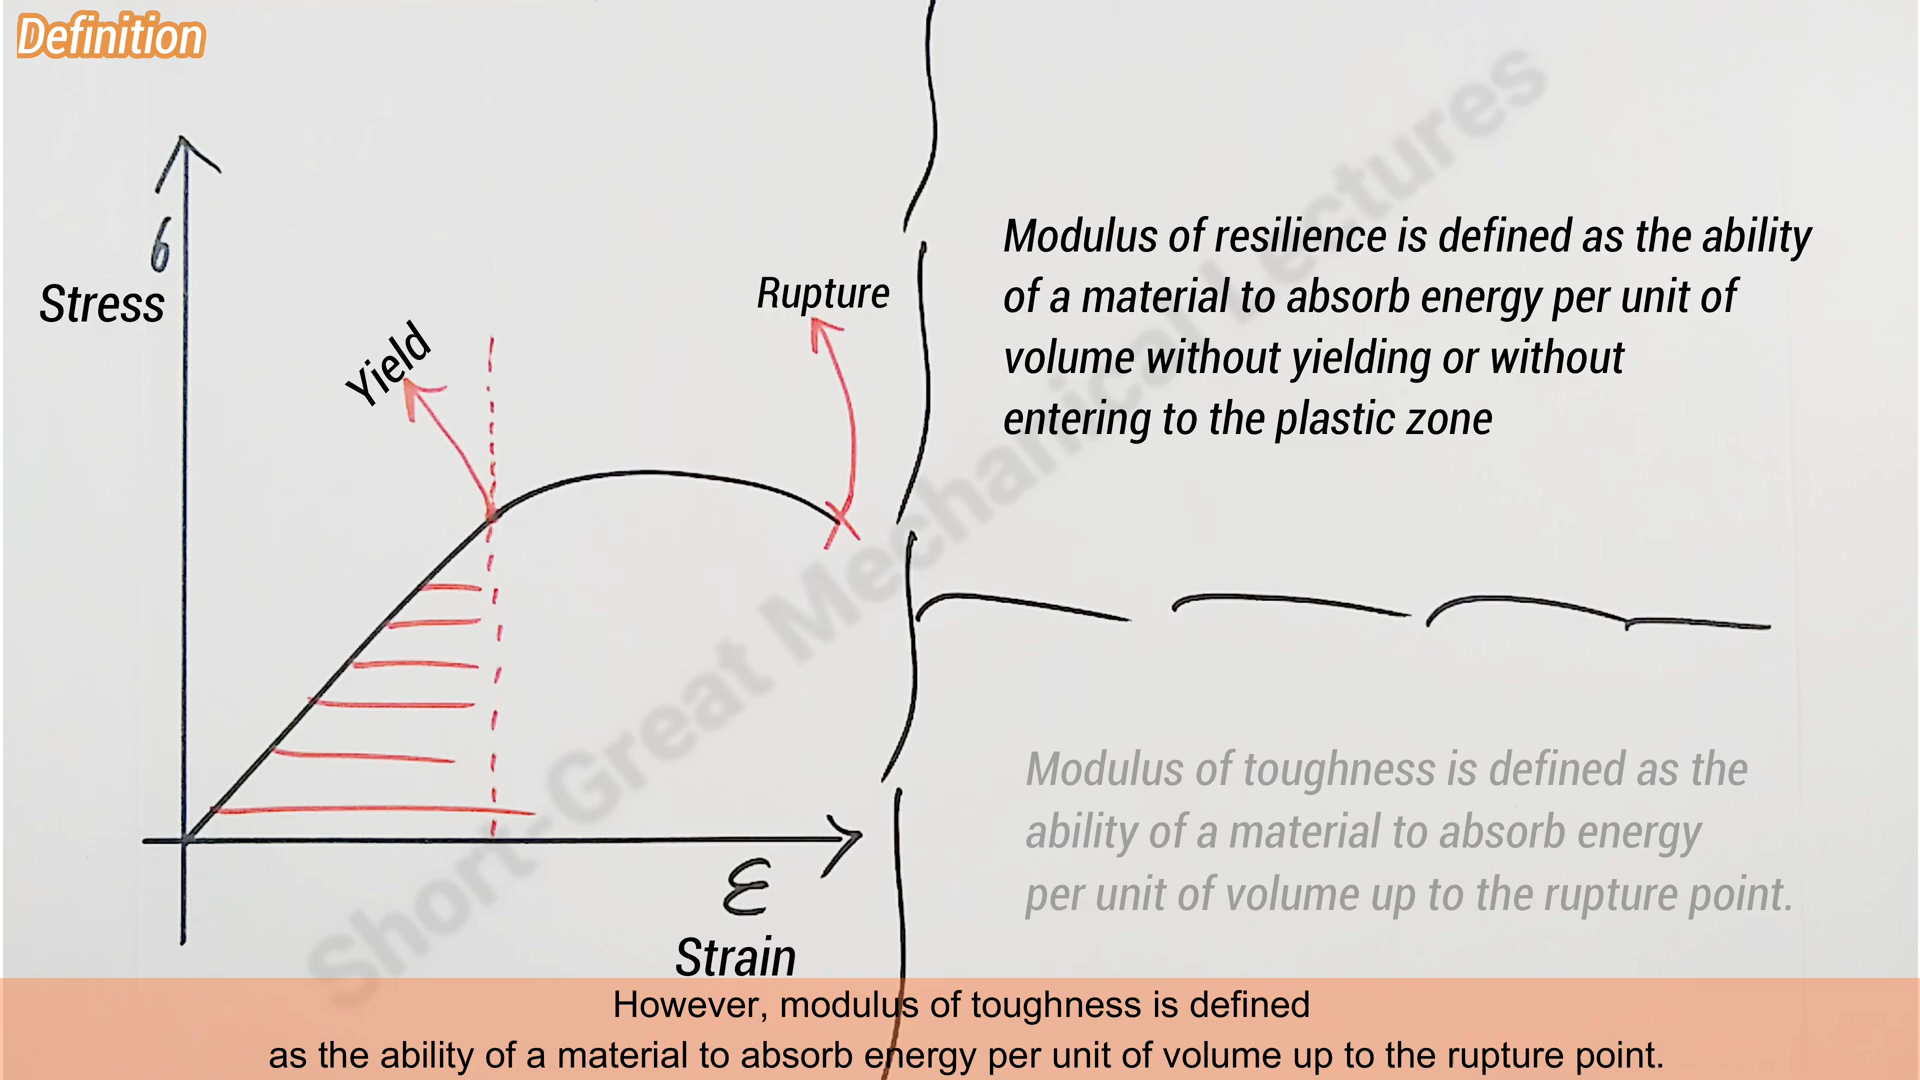 Definition
6
Stress
Yield
Rupture
ε
Strain
Modulus of resilience is defined as the ability
of a material to absorb energy per unit of
volume without yielding or without
entering to the plastic zone
Modulus of toughness is defined as the
ability of a material to absorb energy
per unit of volume up to the rupture point.
Short-Great Mechanical Lectures
However, modulus of toughness is defined
as the ability of a material to absorb energy per unit of volume up to the rupture point.